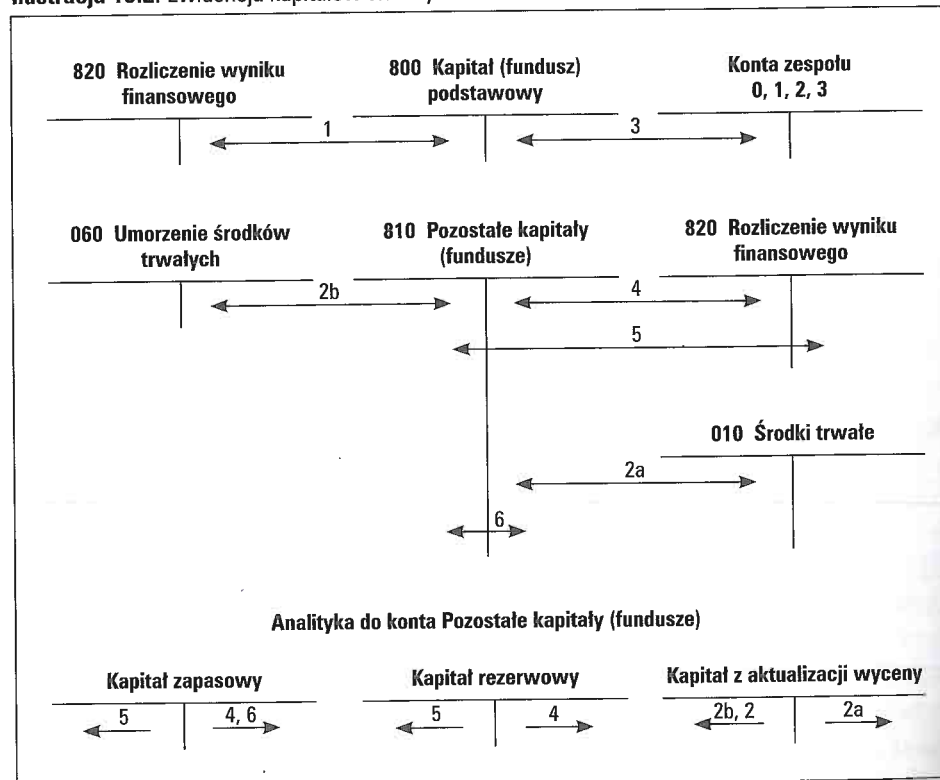 820 Rozliczenie wyniku
finansowego
800 Kapitał (fundusz)
podstawowy
Konta zespołu
0, 1, 2, 3
1
3
060 Umorzenie środków
trwałych
810 Pozostałe kapitały
(fundusze)
820 Rozliczenie wyniku
finansowego
2b
4
5
010 Środki trwałe
2a
6
Analityka do konta Pozostałe kapitały (fundusze)
Kapitał zapasowy
Kapitał rezerwowy
Kapitał z aktualizacji wyceny
5
4, 6
5
4
2b, 2
2a